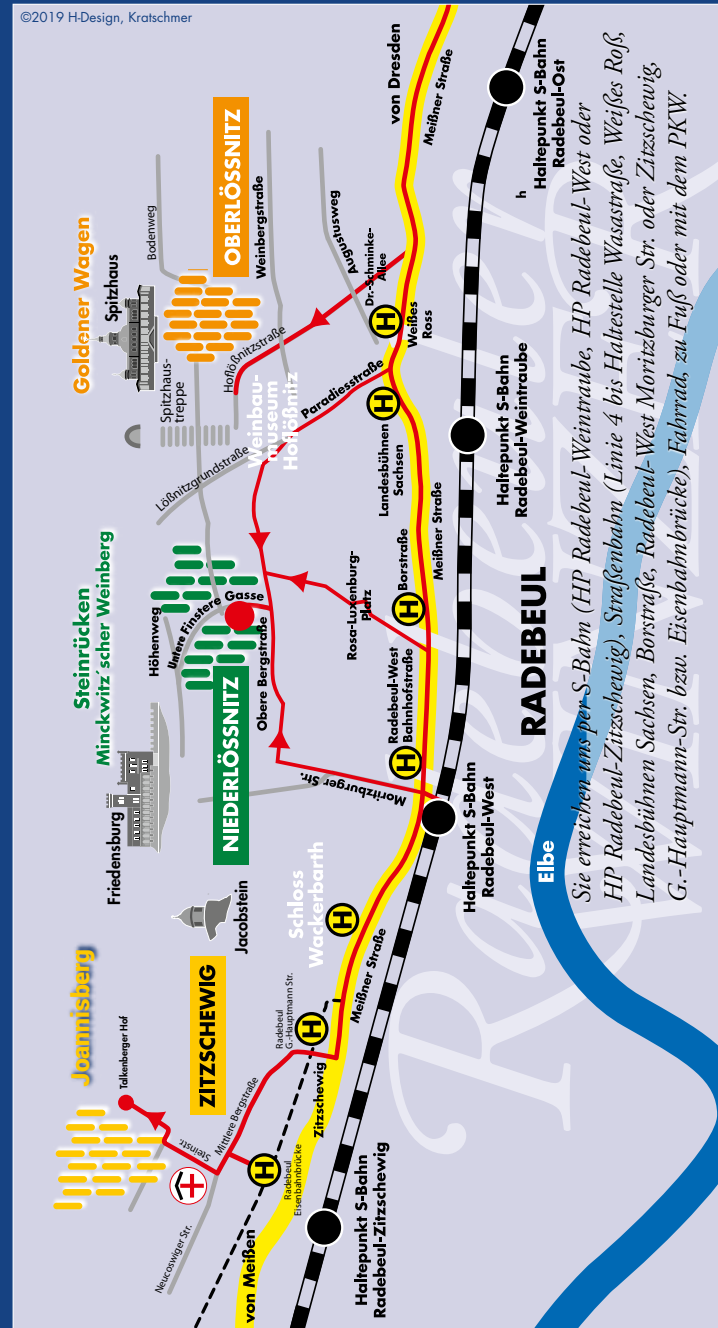 ©2019 H-Design, Kratschmer
Joannisberg
Talkenberger Hof
ZITZSCHEWIG
Steinstr.
Mittlere Bergstraße
Neucoswiger Str.
Radebeul
G.-Hauptmann Str.
Radebeul
Eisenbahnbrücke
H
H
Zitzschewig
von Meißen
Haltepunkt S-Bahn
Radebeul-Zitzschewig
Steinrücken
Minckwitz´scher Weinberg
Friedensburg
Jacobstein
NIEDERLÖSSNITZ
Höhenweg
Untere Finstere Gasse
Obere Bergstraße
Moritzburger Str.
Schloss
Wackerbarth
H
Meißner Straße
Radebeul-West
Bahnhofstraße
H
Haltepunkt S-Bahn
Radebeul-West
Rosa-Luxenburg-
Platz
Borstraße
H
Meißner Straße
Goldener Wagen
Spitzhaus
Spitzhaus-
treppe
Bodenweg
OBERLÖSSNITZ
Weinbergstraße
Hoflößnitzstraße
Lößnitzgrundstraße
Weinbau-
museum
Hoflößnitz
Paradiesstraße
Augustusweg
Dr.-Schminke-
Allee
H
Weißes
Ross
Landesbühnen
Sachsen
H
von Dresden
Meißner Straße
Haltepunkt S-Bahn
Radebeul-Weintraube
h
Haltepunkt S-Bahn
Radebeul-Ost
RADEBEUL
Elbe
Radebeuler
Sie erreichen uns per S-Bahn (HP Radebeul-Weintraube, HP Radebeul-West oder
HP Radebeul-Zitzschewig), Straßenbahn (Linie 4 bis Haltestelle Wasastraße, Weißes Roß,
Landesbühnen Sachsen, Borstraße, Radebeul-West Moritzburger Str. oder Zitzschewig,
G.-Hauptmann-Str. bzw. Eisenbahnbrücke), Fahrrad, zu Fuß oder mit dem PKW.